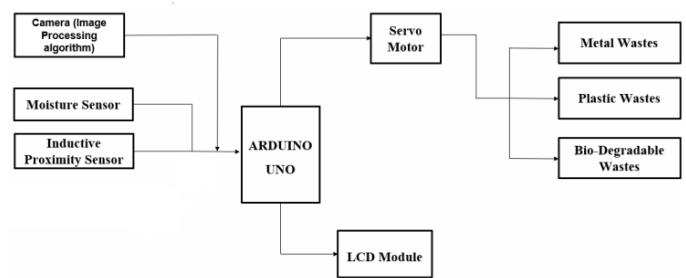 Camera (Image
Processing
algorithm)
Moisture Sensor
Inductive
Proximity Sensor
ARDUINO
UNO
Servo
Motor
LCD Module
Metal Wastes
Plastic Wastes
Bio-Degradable
Wastes